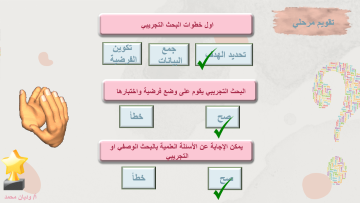 تقويم مرحلي
اول خطوات البحث التجريبي
تحديد الهدف
جمع البيانات
تكوين الفرضية
البحث التجريبي يقوم على وضع فرضية واختبارها
صح
خطأ
يمكن الإجابة عن الأسئلة العلمية بالبحث الوصفي او التجريبي
صح
خطأ